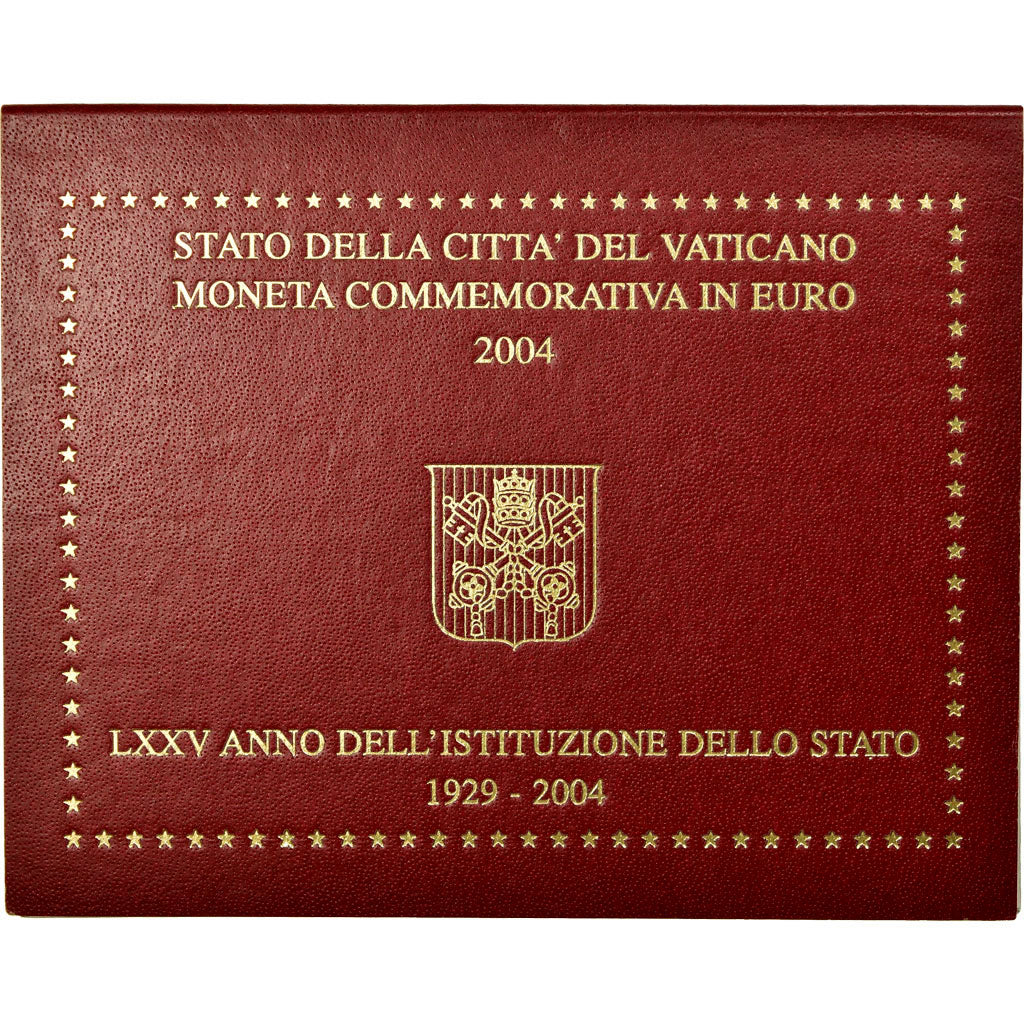 STATO DELLA CITTA' DEL VATICANO
MONETA COMMEMORATIVA IN EURO
2004
LXXV ANNO DELL'ISTITUZIONE DELLO STATO
1929 - 2004